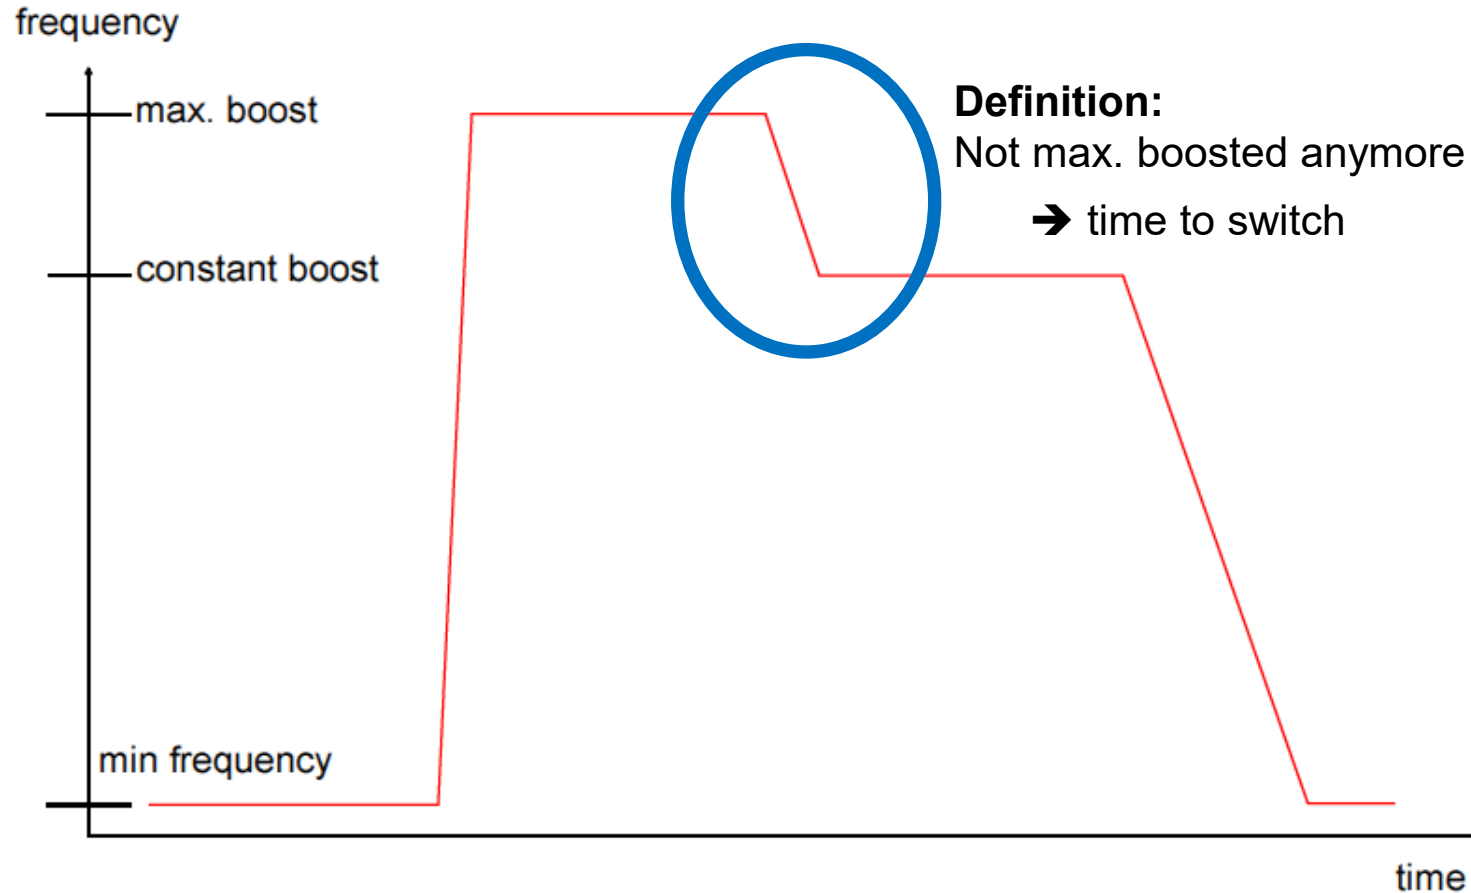 frequency
max. boost
Definition:
Not max. boosted anymore
➔ time to switch
constant boost
min frequency
time